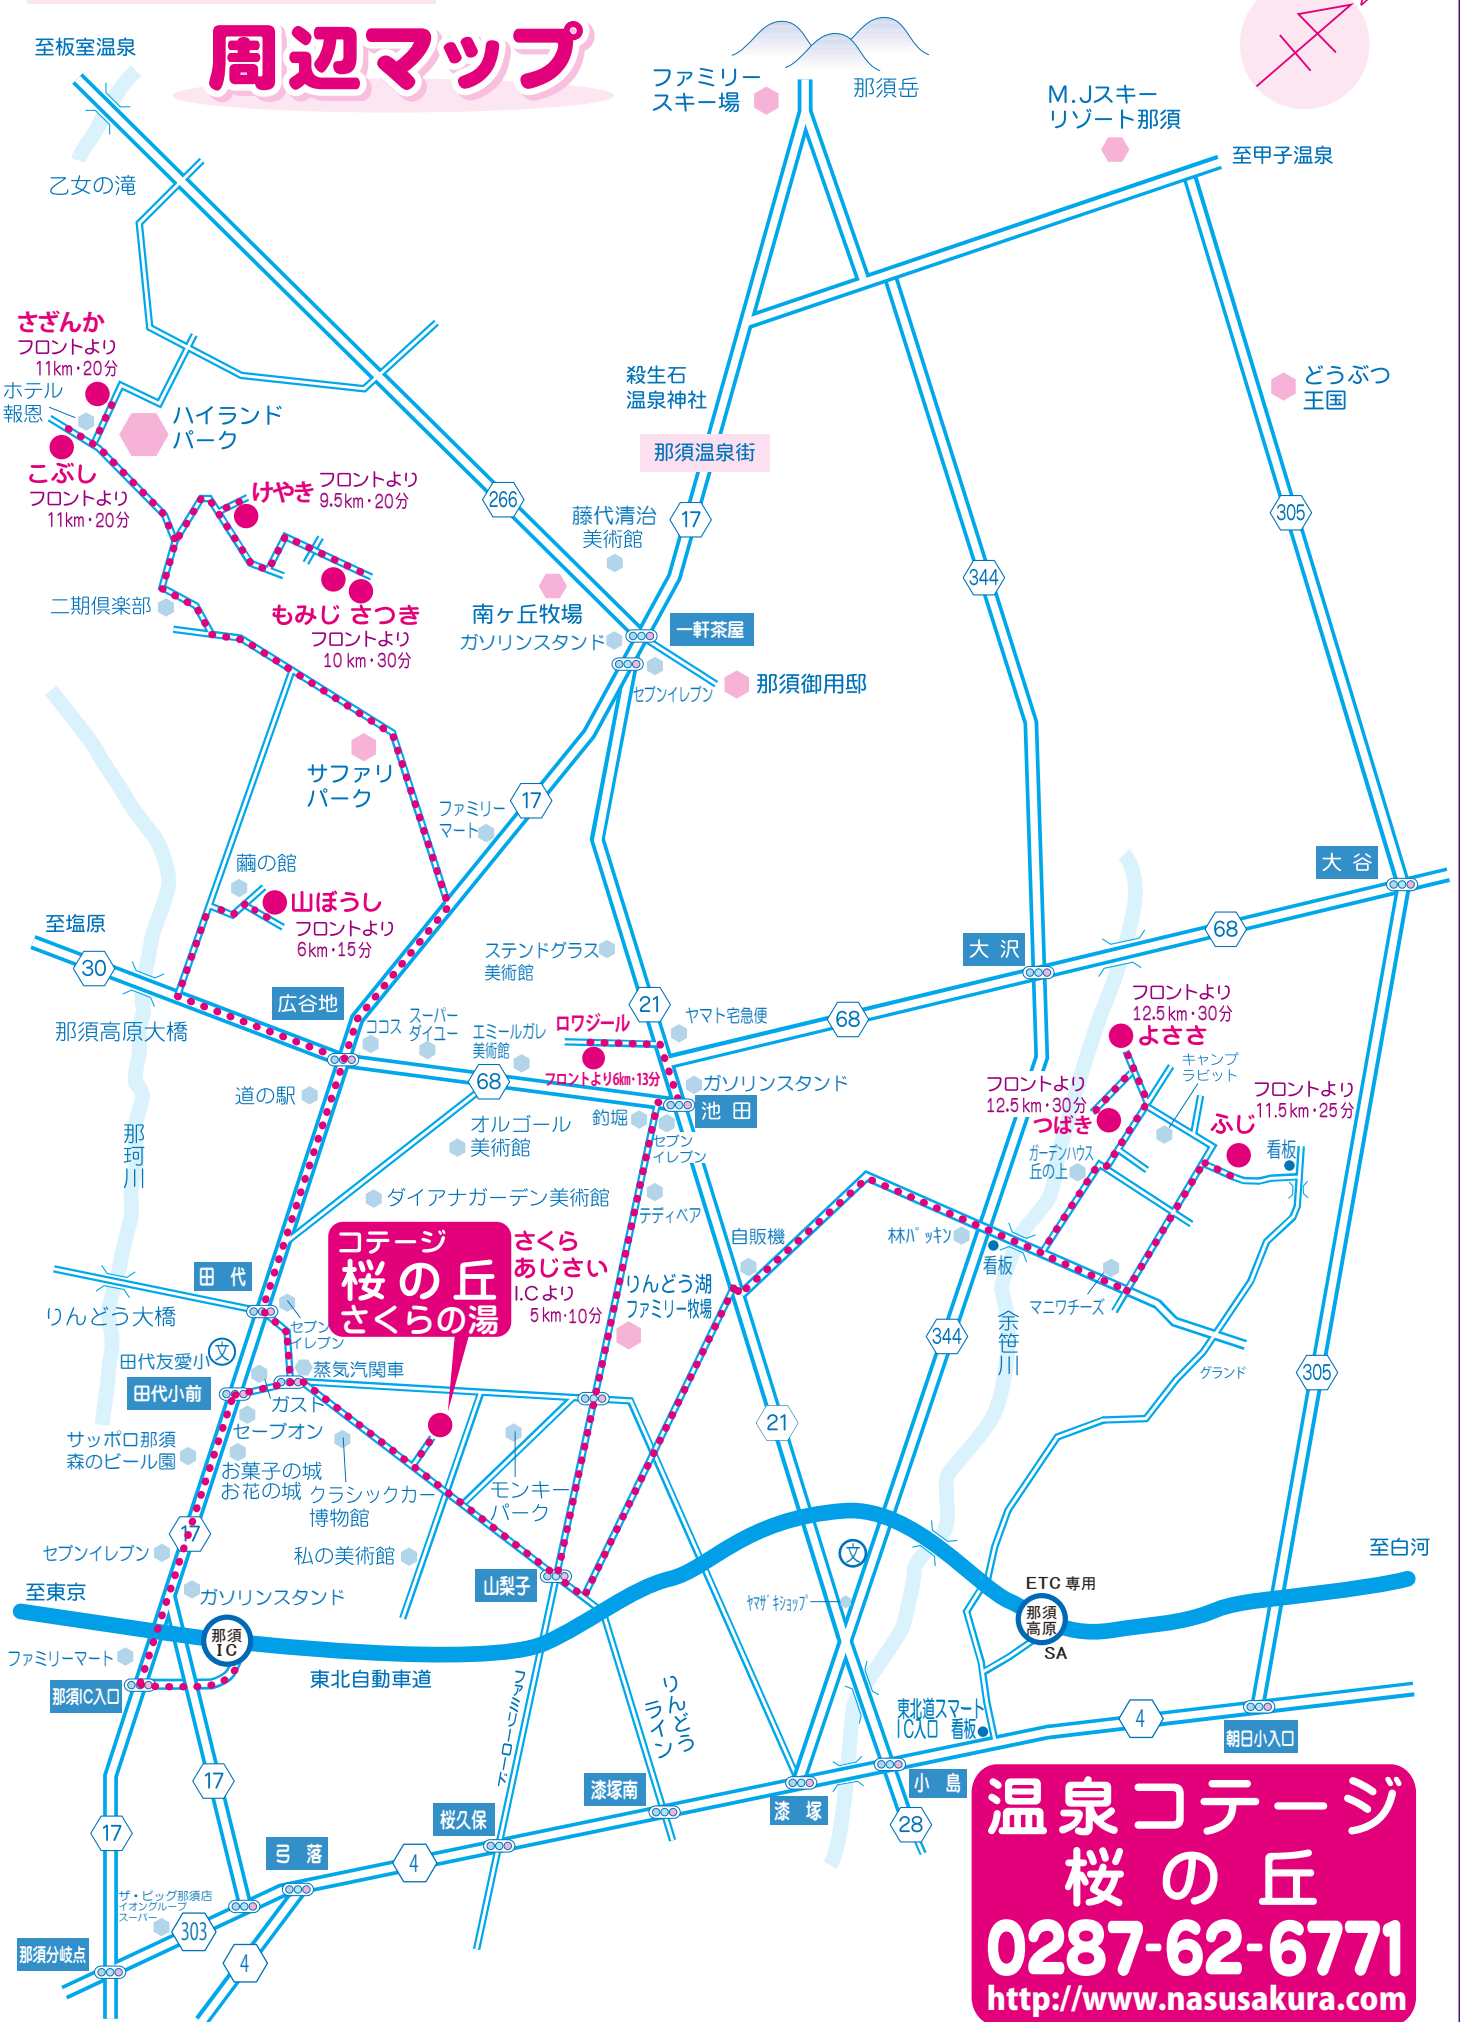 周辺マップ
至板室温泉
乙女の滝
ファミリー
スキー場
那須岳
M.Jスキー
リゾート那須
至甲子温泉
さざんか
フロントより
11km・20分
ホテル
報恩
ハイランド
パーク
こぶし
フロントより
11km・20分
けやき
フロントより
9.5km・20分
殺生石
温泉神社
那須温泉街
どうぶつ
王国
266
17
305
344
藤代清治
美術館
二期倶楽部
もみじ さつき
フロントより
10km・30分
南ヶ丘牧場
ガソリンスタンド
一軒茶屋
セブンイレブン
那須御用邸
サファリ
パーク
ファミリー
マート
17
繭の館
山ぼうし
フロントより
6km・15分
至塩原
30
那須高原大橋
広谷地
ココス
スーパー
ダイユー
ステンドグラス
美術館
エミールガレ
美術館
ロワジール
フロントより6km・13分
21
ヤマト宅急便
68
大沢
68
大谷
道の駅
68
ガソリンスタンド
池田
釣堀
セブン
イレブン
オルゴール
美術館
ダイアナガーデン美術館
テディベア
那珂川
フロントより
12.5km・30分
よささ
キャンプ
ラビット
フロントより
12.5km・30分
つばき
フロントより
11.5km・25分
ふじ
看板
ガーデンハウス
丘の上
自販機
林パッキン
看板
マニワチーズ
余笹川
グランド
コテージ
桜の丘
さくらの湯
さくら
あじさい
I.Cより
5km・10分
りんどう湖
ファミリー牧場
田代
りんどう大橋
セブン
イレブン
田代友愛小
文
田代小前
蒸気汽関車
ガスト
セーブオン
サッポロ那須
森のビール園
お菓子の城
お花の城
クラシックカー
博物館
モンキー
パーク
私の美術館
344
305
21
17
セブンイレブン
至東京
ガソリンスタンド
山梨子
文
ヤマザキショップ
至白河
ETC専用
那須
高原
SA
那須
IC
ファミリーマート
那須IC入口
東北自動車道
ファミリーロード
りんどう
ライン
東北道スマート
IC入口 看板
4
朝日小入口
17
17
弓落
4
桜久保
漆塚南
漆塚
小島
28
ザ・ビッグ那須店
イオングループ
スーパー
303
4
那須分岐点
温泉コテージ
桜の丘
0287-62-6771
http://www.nasusakura.com